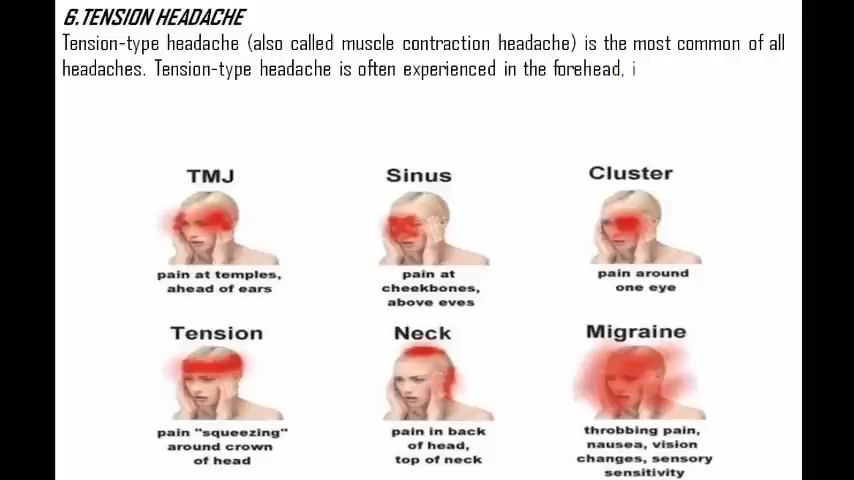 6.TENSION HEADACHE
Tension-type headache (also called muscle contraction headache) is the most common of all
headaches. Tension-type headache is often experienced in the forehead, i
TMJ
Sinus
Cluster
pain at temples,
ahead of ears
pain at
cheekbones,
above eves
pain around
one eye
Tension
Neck
Migraine
pain "squeezing"
around crown
of head
pain in back
of head,
top of neck
throbbing pain,
nausea, vision
changes, sensory
sensitivity